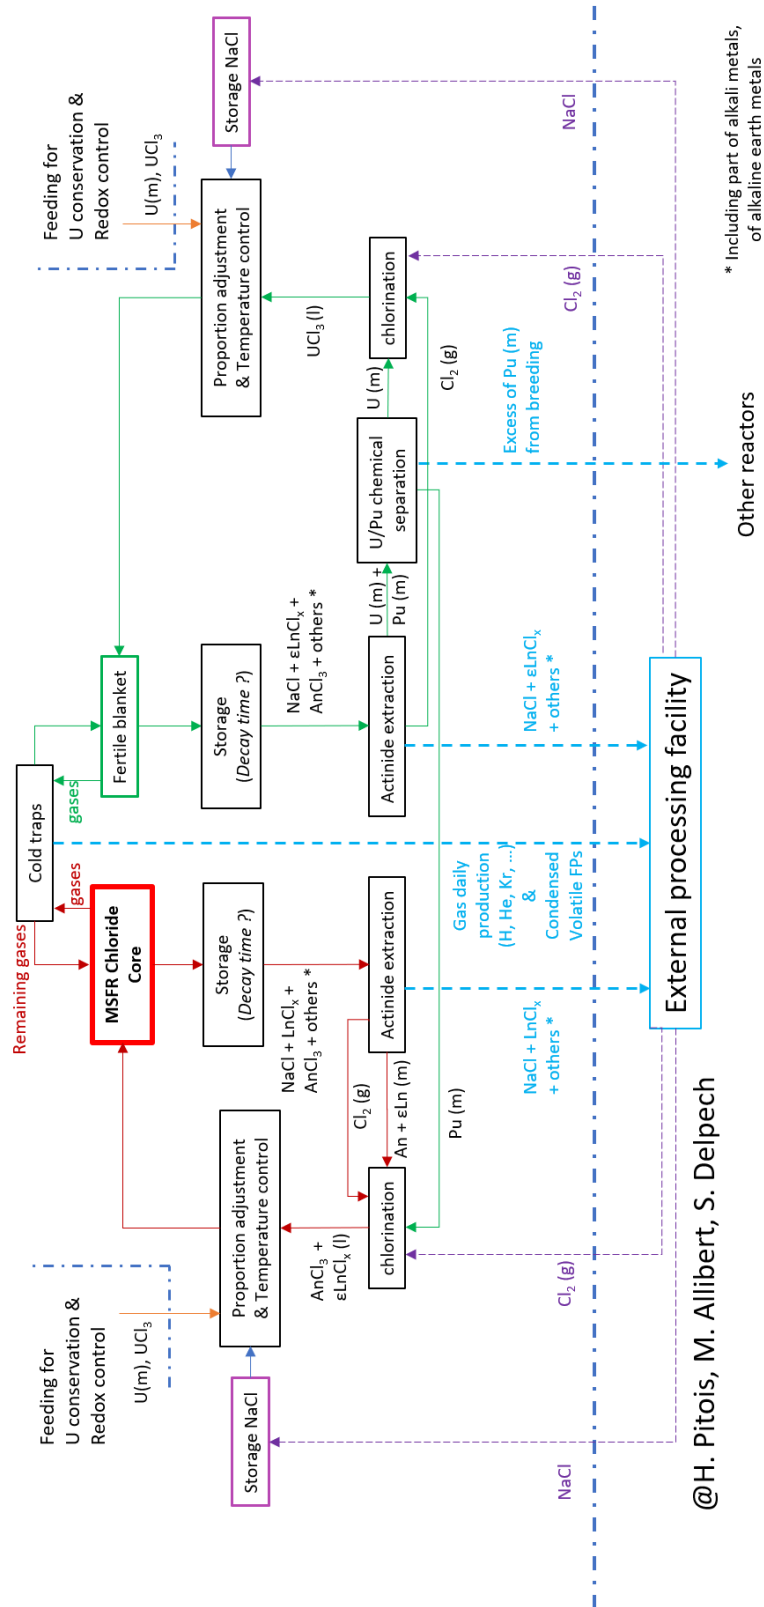 Feeding for
U conservation &
Redox control
U(m), UCl₃
Storage NaCl
Proportion adjustment
& Temperature control
AnCl₃ +
εLnClₓ (l)
chlorination
Cl₂ (g)
An + εLn (m)
Pu (m)
Remaining gases
gases
MSFR Chloride
Core
Storage
(Decay time ?)
NaCl + LnClₓ +
AnCl₃ + others *
Actinide extraction
NaCl + LnClₓ
+ others *
Cold traps
Gas daily
production
(H, He, Kr, ...)
&
Condensed
Volatile FPs
gases
Fertile blanket
Storage
(Decay time ?)
NaCl + εLnClₓ +
AnCl₃ + others *
Actinide extraction
NaCl + εLnClₓ
+ others *
U (m) +
Pu (m)
U/Pu chemical
separation
U (m)
Cl₂ (g)
Excess of Pu (m)
from breeding
chlorination
UCl₃ (l)
Proportion adjustment
& Temperature control
Feeding for
U conservation &
Redox control
U(m), UCl₃
Storage NaCl
NaCl
Cl₂ (g)
External processing facility
Cl₂ (g)
NaCl
Other reactors
* Including part of alkali metals,
of alkaline earth metals
@H. Pitois, M. Allibert, S. Delpech